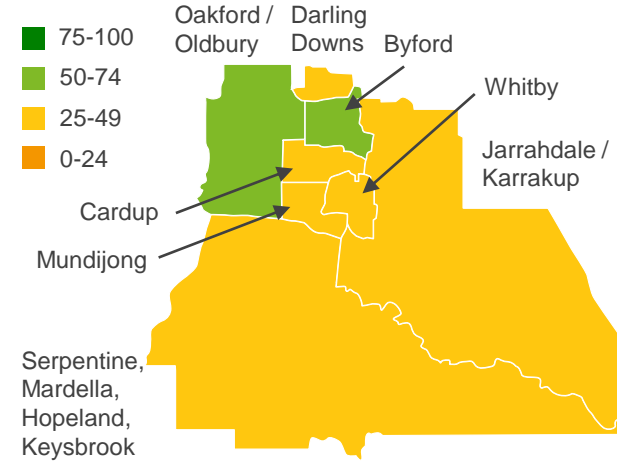 75-100
50-74
25-49
0-24
Oakford /
Oldbury
Darling
Downs
Byford
Whitby
Jarrahdale /
Karrakup
Cardup
Mundijong
Serpentine,
Mardella,
Hopeland,
Keysbrook